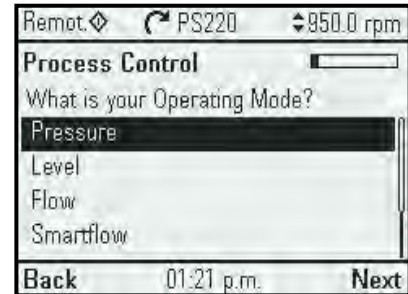 Remot. PS220 950.0 rpm
Process Control
What is your Operating Mode?
Pressure
Level
Flow
Smartflow
Back 01:21 p.m. Next